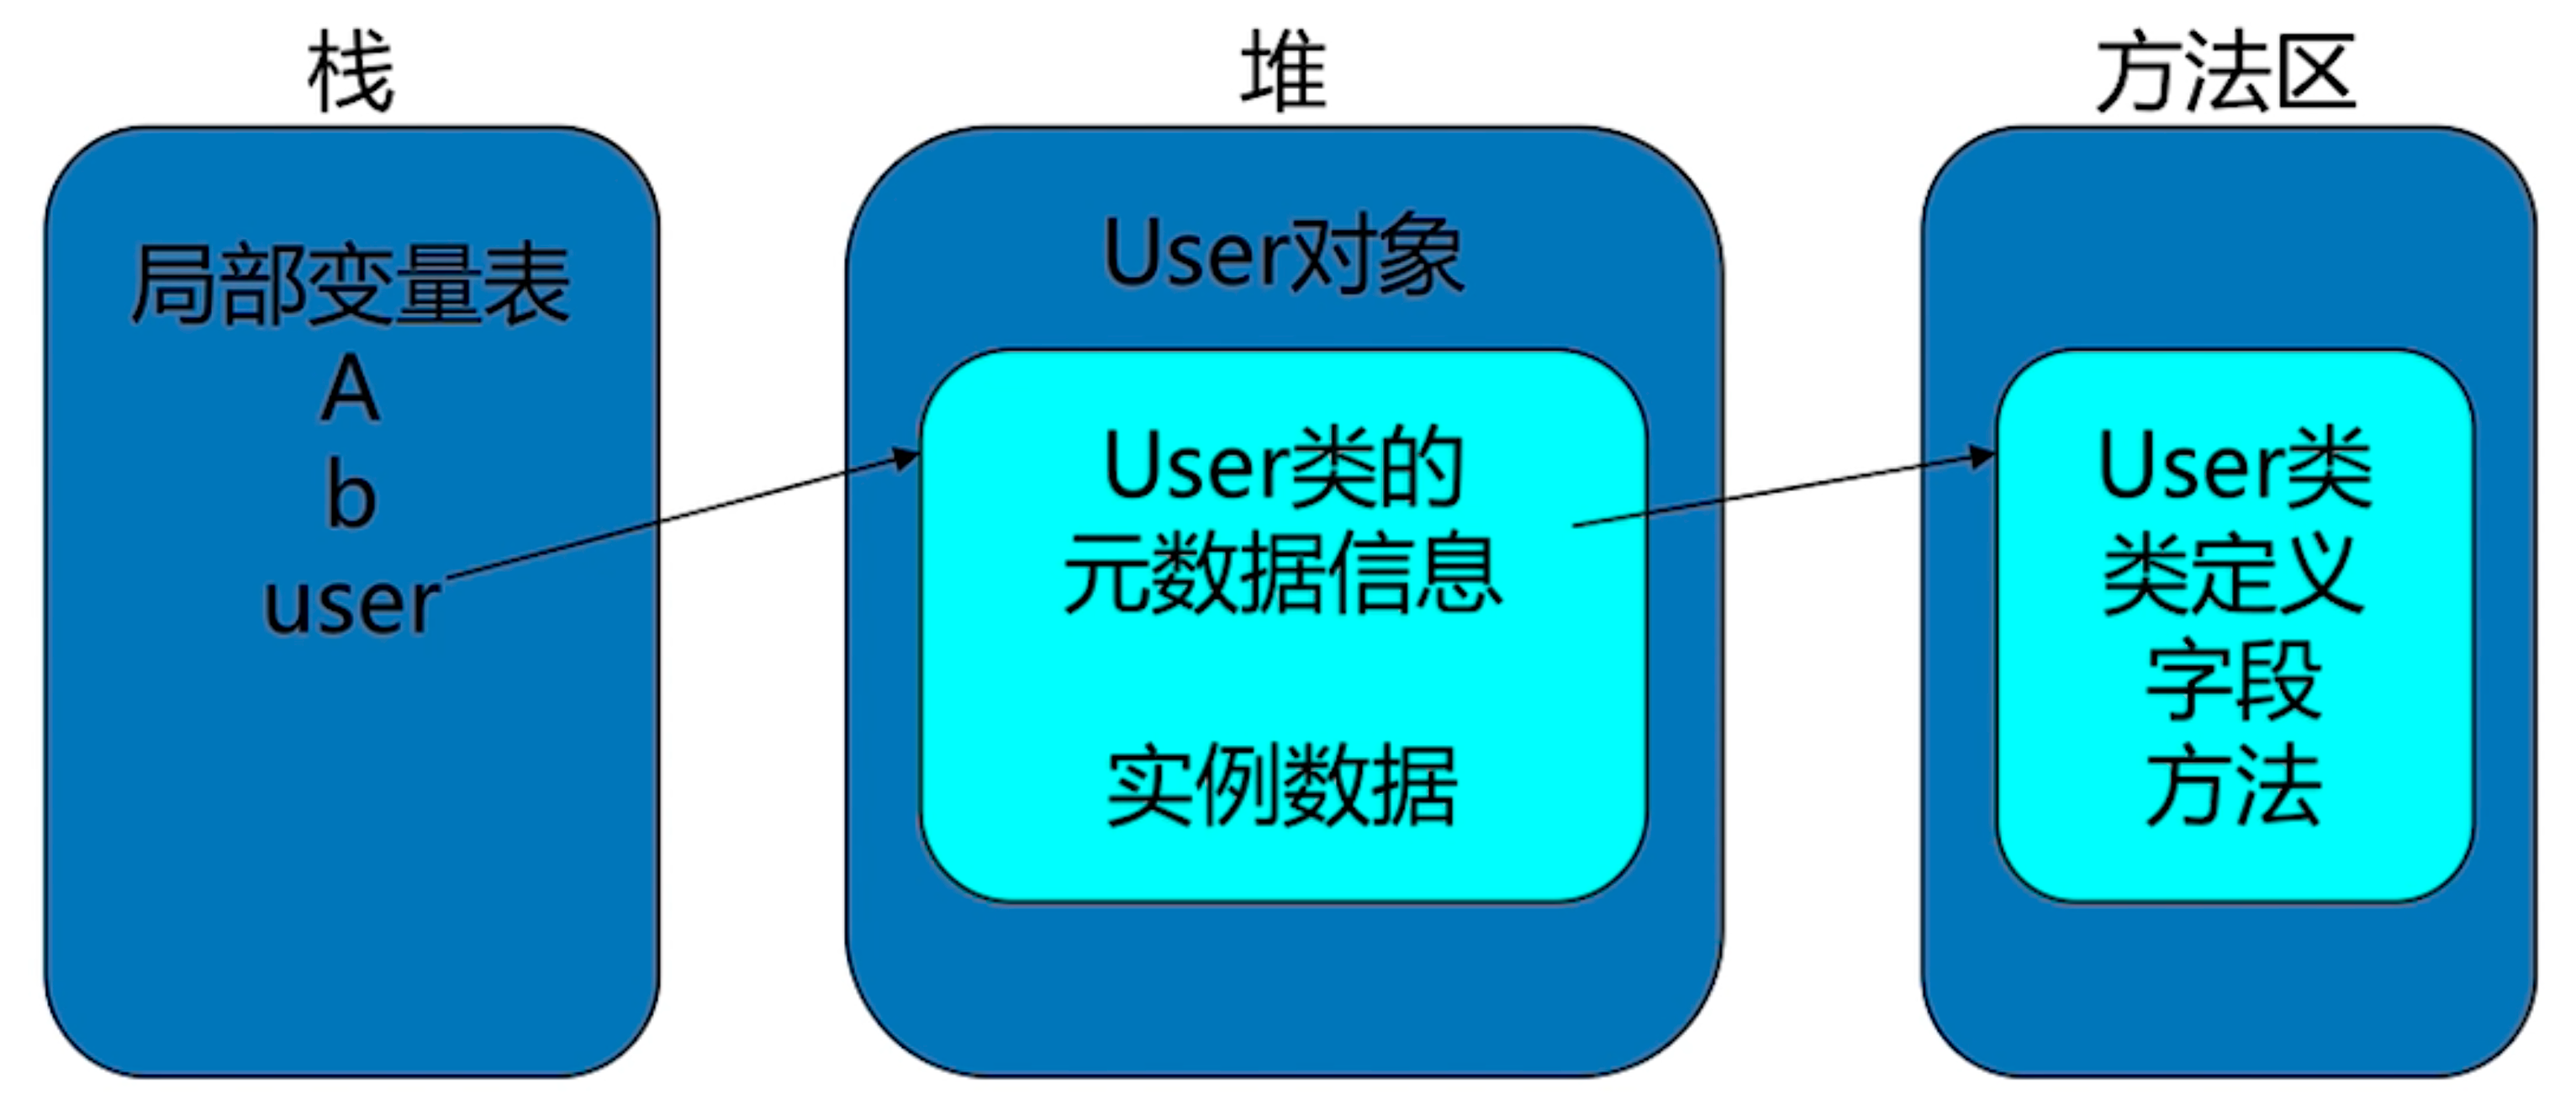 栈
局部变量表
A
b
user
堆
User对象
User类的
元数据信息
实例数据
方法区
User类
类定义
字段
方法